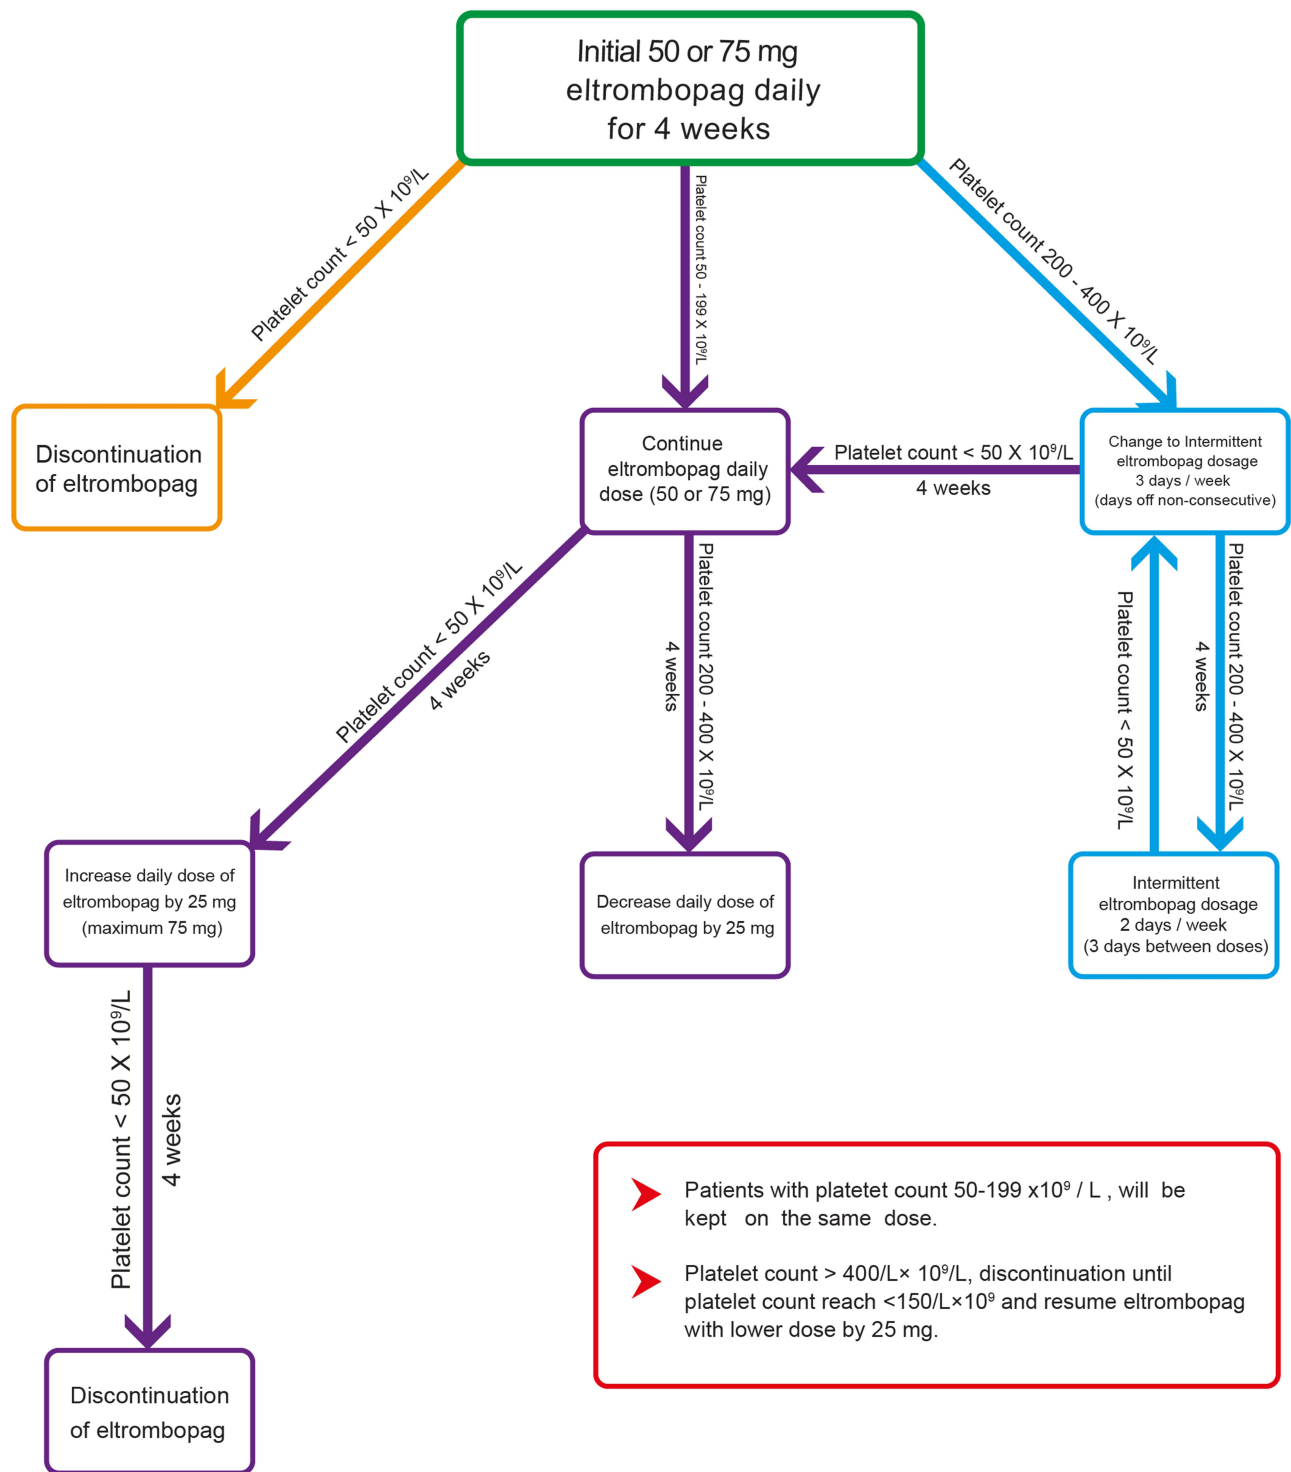 Initial 50 or 75 mg
eltrombopag daily
for 4 weeks
Platelet count < 50 X 10⁹/L
Platelet count 50 - 199 X 10⁹/L
Platelet count 200 - 400 X 10⁹/L
Discontinuation
of eltrombopag
Continue
eltrombopag daily
dose (50 or 75 mg)
Platelet count < 50 X 10⁹/L
4 weeks
Change to Intermittent
eltrombopag dosage
3 days / week
(days off non-consecutive)
Platelet count < 50 X 10⁹/L
4 weeks
Platelet count 200 - 400 X 10⁹/L
4 weeks
Platelet count < 50 X 10⁹/L
Platelet count 200 - 400 X 10⁹/L
4 weeks
Increase daily dose of
eltrombopag by 25 mg
(maximum 75 mg)
Decrease daily dose of
eltrombopag by 25 mg
Intermittent
eltrombopag dosage
2 days / week
(3 days between doses)
Platelet count < 50 X 10⁹/L
4 weeks
Discontinuation
of eltrombopag
Patients with platetet count 50-199 x10⁹ / L , will be
kept on the same dose.
Platelet count > 400/L× 10⁹/L, discontinuation until
platelet count reach <150/L×10⁹ and resume eltrombopag
with lower dose by 25 mg.